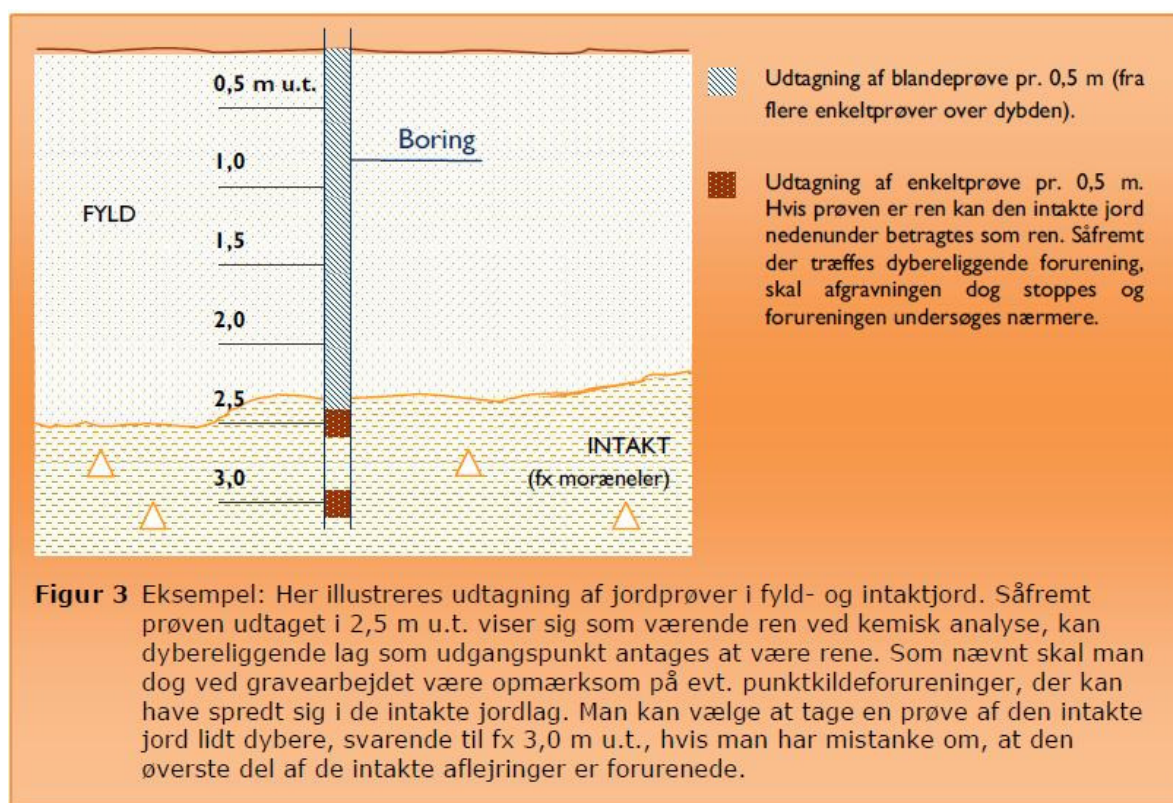 0,5 m u.t.
Boring
1,0
FYLD
1,5
2,0
2,5
INTAKT
(fx moræneler)
3,0
Udtagning af blandeprøve pr. 0,5 m (fra
flere enkeltprøver over dybden).
Udtagning af enkeltprøve pr. 0,5 m.
Hvis prøven er ren kan den intakte jord
nedenunder betragtes som ren. Såfremt
der træffes dybereliggende forurening,
skal afgravningen dog stoppes og
forureningen undersøges nærmere.
Figur 3 Eksempel: Her illustreres udtagning af jordprøver i fyld- og intaktjord. Såfremt
prøven udtaget i 2,5 m u.t. viser sig som værende ren ved kemisk analyse, kan
dybereliggende lag som udgangspunkt antages at være rene. Som nævnt skal man
dog ved gravearbejdet være opmærksom på evt. punktkildeforureninger, der kan
have spredt sig i de intakte jordlag. Man kan vælge at tage en prøve af den intakte
jord lidt dybere, svarende til fx 3,0 m u.t., hvis man har mistanke om, at den
øverste del af de intakte aflejringer er forurenede.